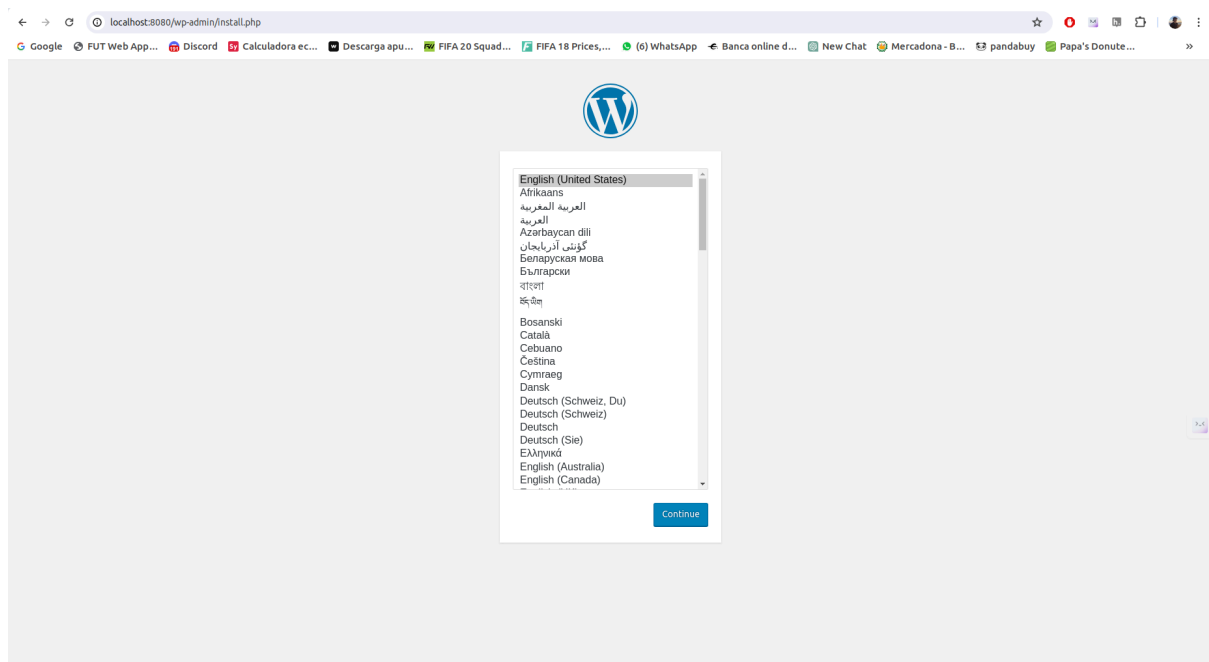 localhost:8080/wp-admin/install.php
Google FUT Web App... Discord Calculadora ec... Descarga apu... FIFA 20 Squad... FIFA 18 Prices,... (6) WhatsApp Banca online d... New Chat Mercadona - B... pandabuy Papa's Donute... »
English (United States)
Afrikaans
العربية المغربية
العربية
Azərbaycan dili
گؤنئی آذربایجان
Беларуская мова
Български
বাংলা
བོད་ཡིག
Bosanski
Català
Cebuano
Čeština
Cymraeg
Dansk
Deutsch (Schweiz, Du)
Deutsch (Schweiz)
Deutsch
Deutsch (Sie)
Ελληνικά
English (Australia)
English (Canada)
Continue